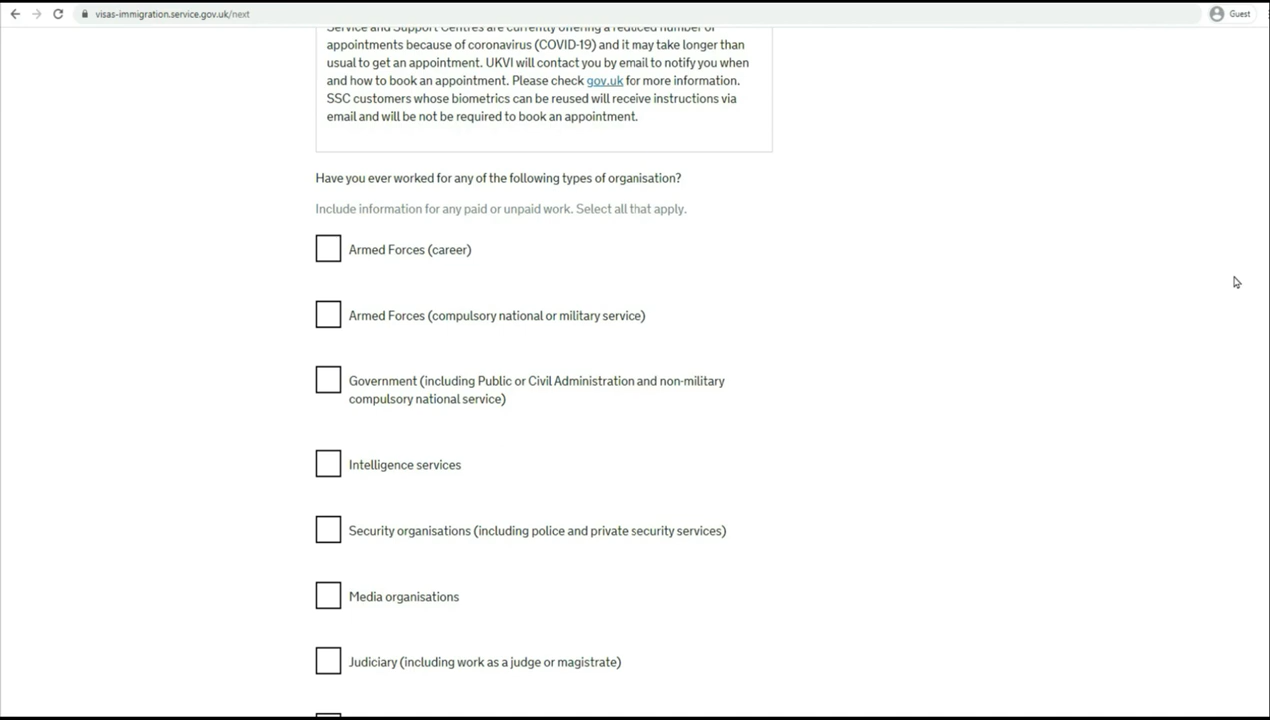 visas-immigration.service.gov.uk/next
Guest
Service and Support Centres are currently offering a reduced number of
appointments because of coronavirus (COVID-19) and it may take longer than
usual to get an appointment. UKVI will contact you by email to notify you when
and how to book an appointment. Please check gov.uk for more information.
SSC customers whose biometrics can be reused will receive instructions via
email and will be not be required to book an appointment.
Have you ever worked for any of the following types of organisation?
Include information for any paid or unpaid work. Select all that apply.
Armed Forces (career)
Armed Forces (compulsory national or military service)
Government (including Public or Civil Administration and non-military
compulsory national service)
Intelligence services
Security organisations (including police and private security services)
Media organisations
Judiciary (including work as a judge or magistrate)